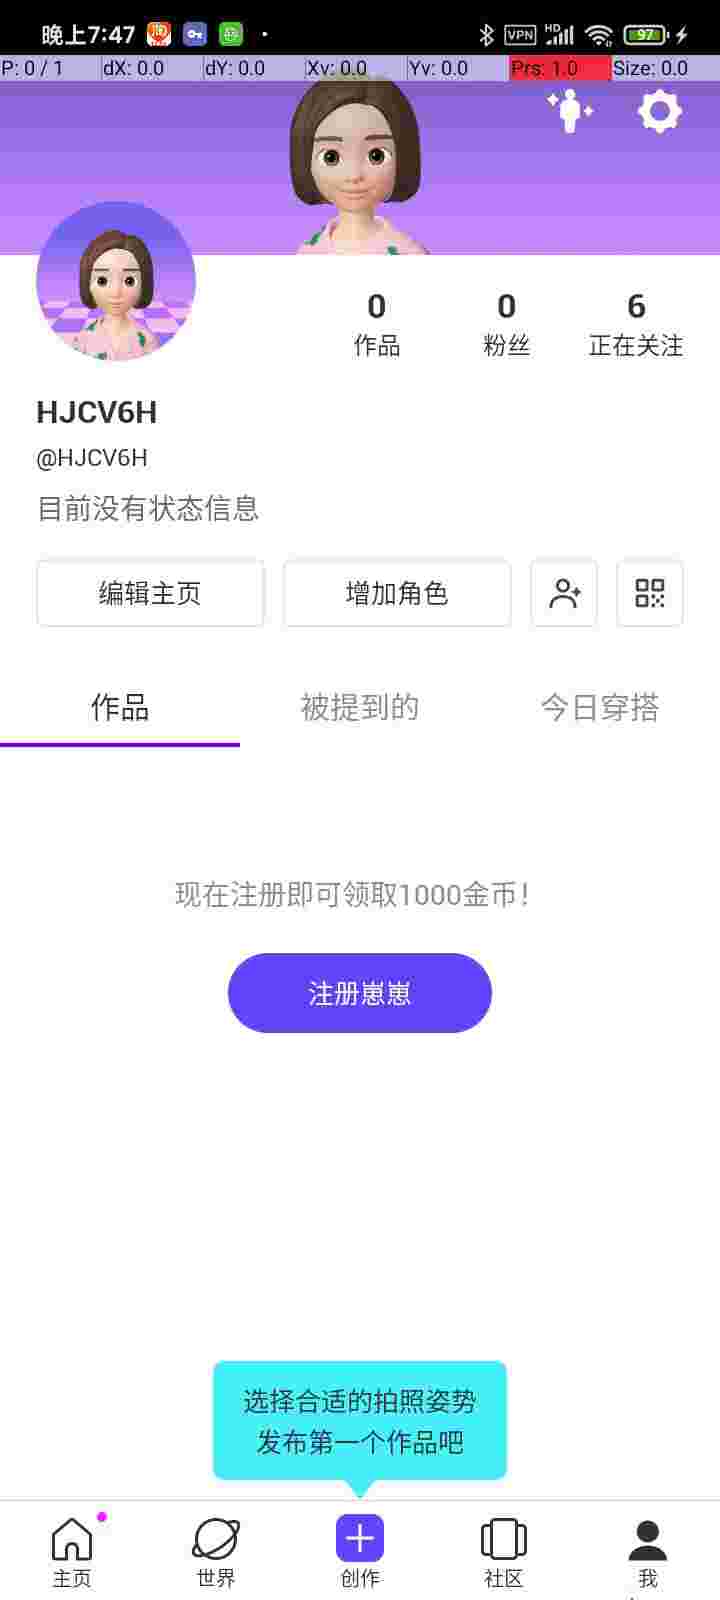 晚上7:47
VPN
HD
97
P: 0 / 1
dX: 0.0
dY: 0.0
Xv: 0.0
Yv: 0.0
Prs: 1.0
Size: 0.0
0
0
6
作品
粉丝
正在关注
HJCV6H
@HJCV6H
目前没有状态信息
编辑主页
增加角色
作品
被提到的
今日穿搭
现在注册即可领取1000金币！
注册崽崽
选择合适的拍照姿势
发布第一个作品吧
主页
世界
创作
社区
我